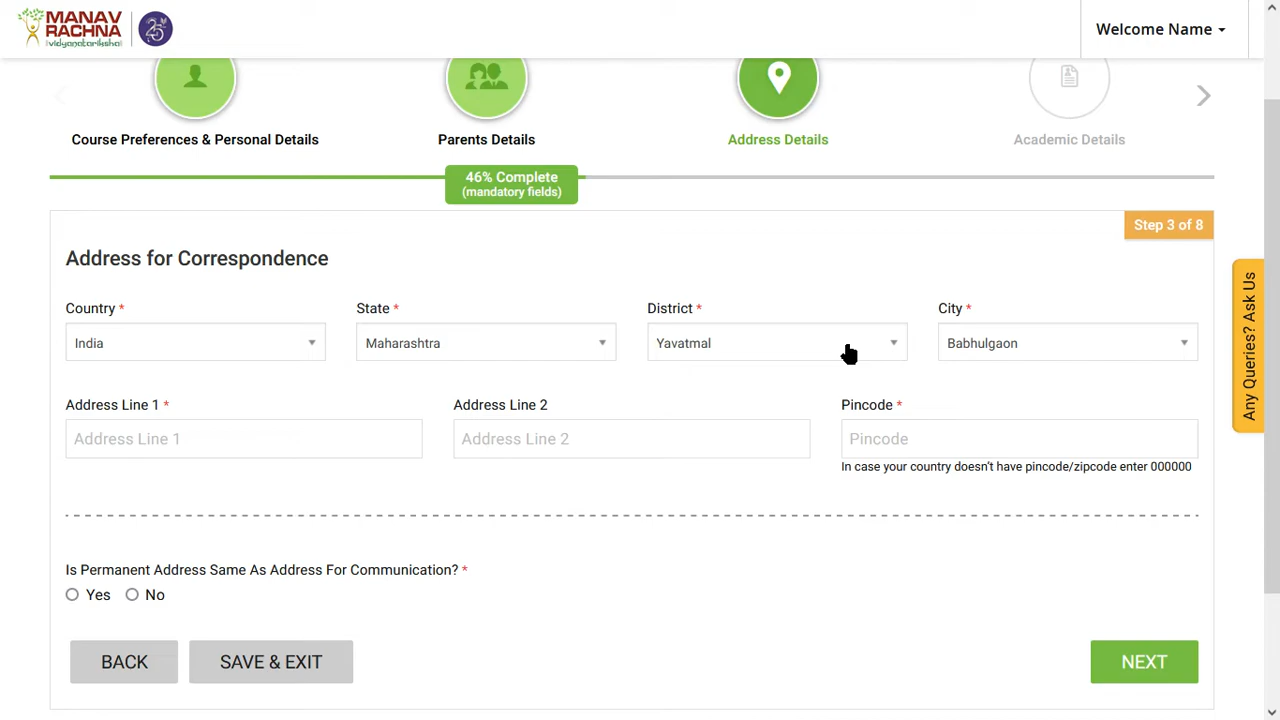 MANAV
RACHNA
vidyanatariksha
25
Welcome Name
Course Preferences & Personal Details
Parents Details
Address Details
Academic Details
46% Complete
(mandatory fields)
Step 3 of 8
Address for Correspondence
Country *
State *
District *
City *
India
Maharashtra
Yavatmal
Babhulgaon
Address Line 1 *
Address Line 2
Pincode *
Address Line 1
Address Line 2
Pincode
In case your country doesn't have pincode/zipcode enter 000000
Is Permanent Address Same As Address For Communication? *
Yes
No
BACK
SAVE & EXIT
NEXT
Any Queries? Ask Us